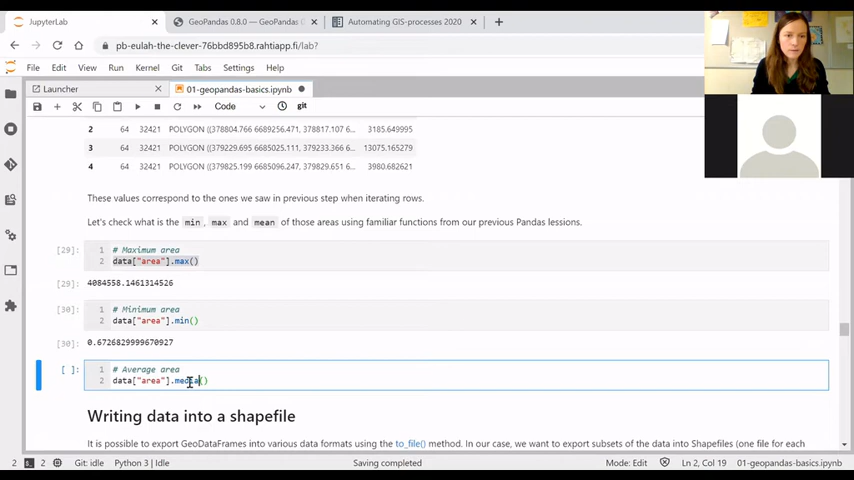 JupyterLab
GeoPandas 0.8.0 — GeoPandas
Automating GIS-processes 2020
pb-eulah-the-clever-76bbd895b8.rahtiapp.fi/lab?
File Edit View Run Kernel Git Tabs Settings Help
Launcher
01-geopandas-basics.ipynb
Code
git
2 64 32421 POLYGON ((378804.766 6689256.471, 378817.107 6... 3185.649995
3 64 32421 POLYGON ((379229.695 6685025.111, 379233.366 6... 13075.165279
4 64 32421 POLYGON ((379825.199 6685096.247, 379829.651 6... 3980.682621
These values correspond to the ones we saw in previous step when iterating rows.
Let's check what is the min, max and mean of those areas using familiar functions from our previous Pandas lessions.
[29]: 1 # Maximum area
2 data["area"].max()
[29]: 4084558.1461314526
[30]: 1 # Minimum area
2 data["area"].min()
[30]: 0.6726829999670927
[ ]: 1 # Average area
2 data["area"].media()
Writing data into a shapefile
It is possible to export GeoDataFrames into various data formats using the to_file() method. In our case, we want to export subsets of the data into Shapefiles (one file for each
2 2 Git: idle Python 3 | Idle Saving completed Mode: Edit Ln 2, Col 19 01-geopandas-basics.ipynb